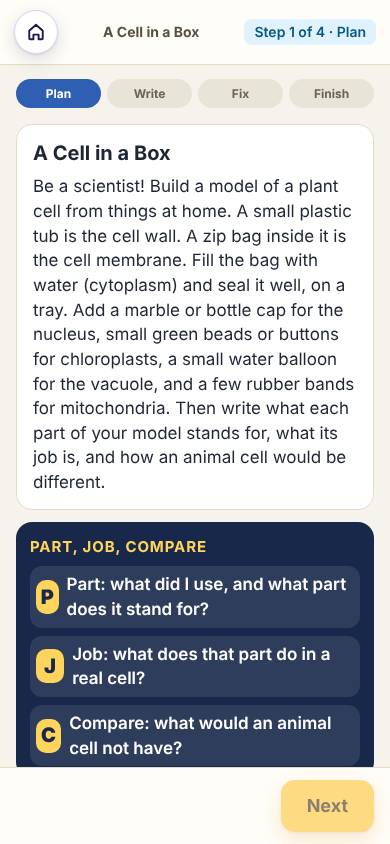 A Cell in a Box
Step 1 of 4 · Plan
Plan
Write
Fix
Finish
A Cell in a Box
Be a scientist! Build a model of a plant
cell from things at home. A small plastic
tub is the cell wall. A zip bag inside it is
the cell membrane. Fill the bag with
water (cytoplasm) and seal it well, on a
tray. Add a marble or bottle cap for the
nucleus, small green beads or buttons
for chloroplasts, a small water balloon
for the vacuole, and a few rubber bands
for mitochondria. Then write what each
part of your model stands for, what its
job is, and how an animal cell would be
different.
PART, JOB, COMPARE
P
Part: what did I use, and what part
does it stand for?
J
Job: what does that part do in a
real cell?
C
Compare: what would an animal
cell not have?
Next